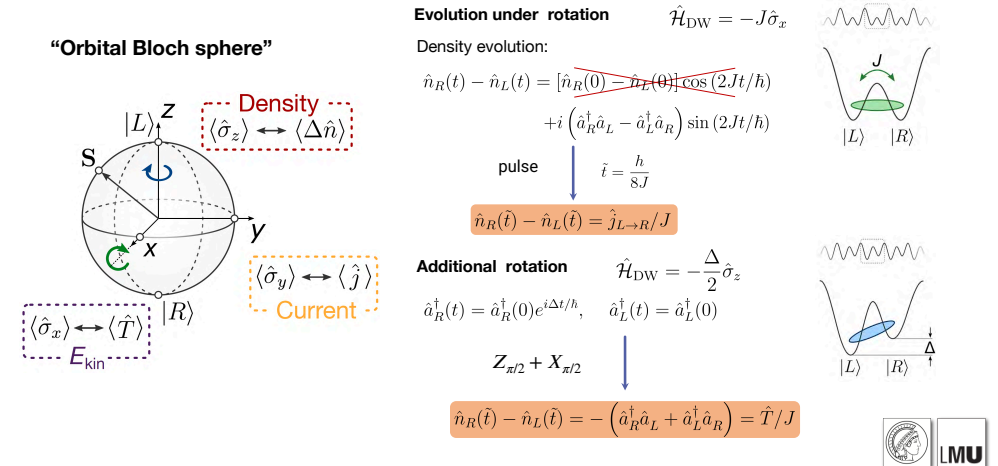 “Orbital Bloch sphere”
|L⟩
z
Density
⟨σ̂_z⟩ ⟷ ⟨Δn̂⟩
S
x
y
⟨σ̂_y⟩ ⟷ ⟨ĵ⟩
Current
|R⟩
⟨σ̂_x⟩ ⟷ ⟨T̂⟩
E_kin
Evolution under rotation
Ĥ_DW = −Jσ̂_x
Density evolution:
n̂_R(t) − n̂_L(t) = [n̂_R(0) − n̂_L(0)] cos (2Jt/ħ)
+i (â_R^† â_L − â_L^† â_R) sin (2Jt/ħ)
pulse
t̃ = h/8J
n̂_R(t̃) − n̂_L(t̃) = ĵ_{L→R}/J
J
|L⟩ |R⟩
Additional rotation
Ĥ_DW = −Δ/2 σ̂_z
â_R^†(t) = â_R^†(0)e^{iΔt/ħ}, â_L^†(t) = â_L^†(0)
Z_{π/2} + X_{π/2}
n̂_R(t̃) − n̂_L(t̃) = −(â_R^† â_L + â_L^† â_R) = T̂/J
Δ
|L⟩ |R⟩
LMU